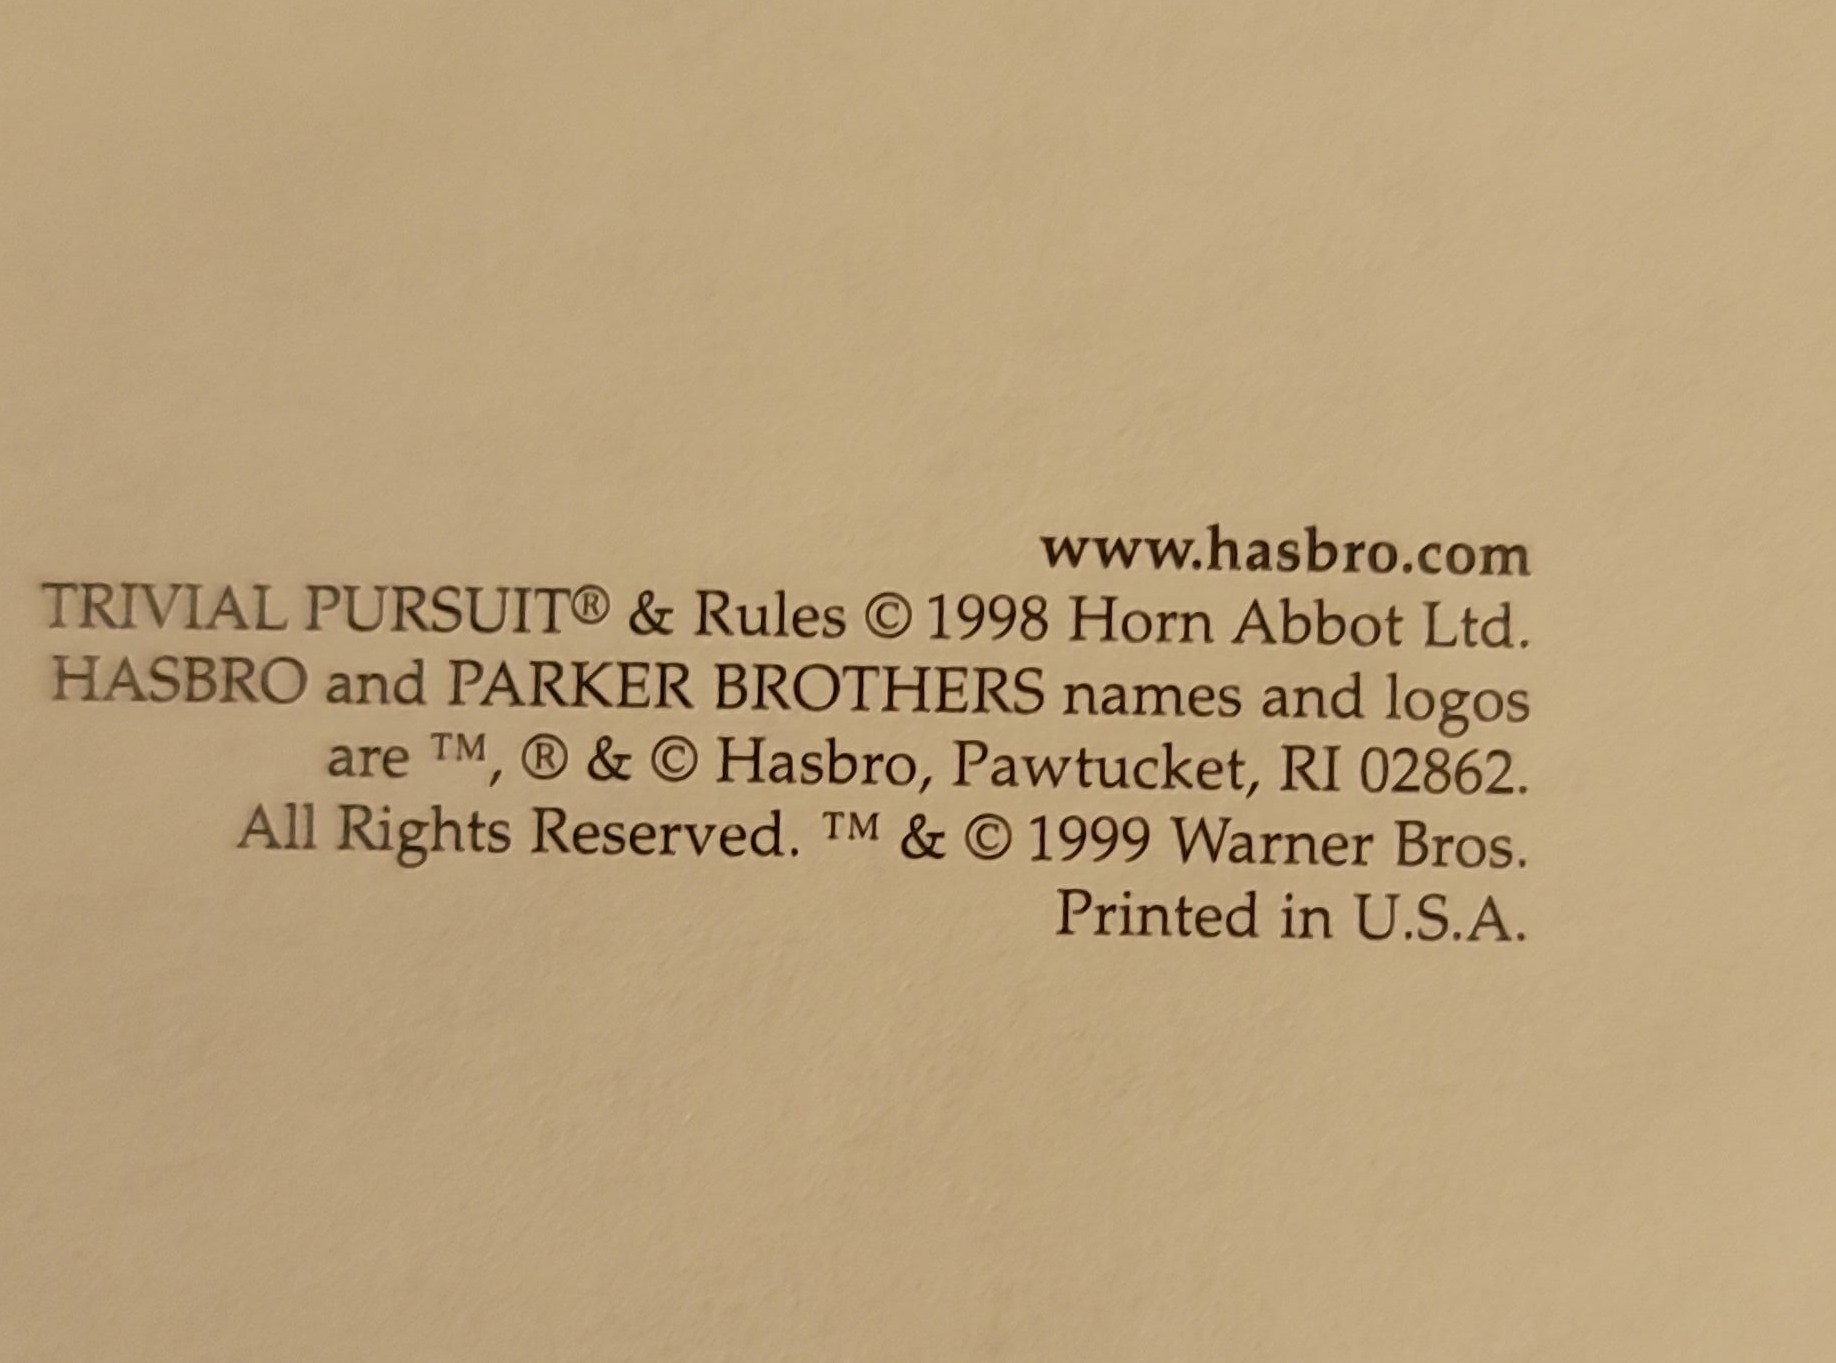 www.hasbro.com
TRIVIAL PURSUIT® & Rules © 1998 Horn Abbot Ltd.
HASBRO and PARKER BROTHERS names and logos
are ™, ® & © Hasbro, Pawtucket, RI 02862.
All Rights Reserved. ™ & © 1999 Warner Bros.
Printed in U.S.A.